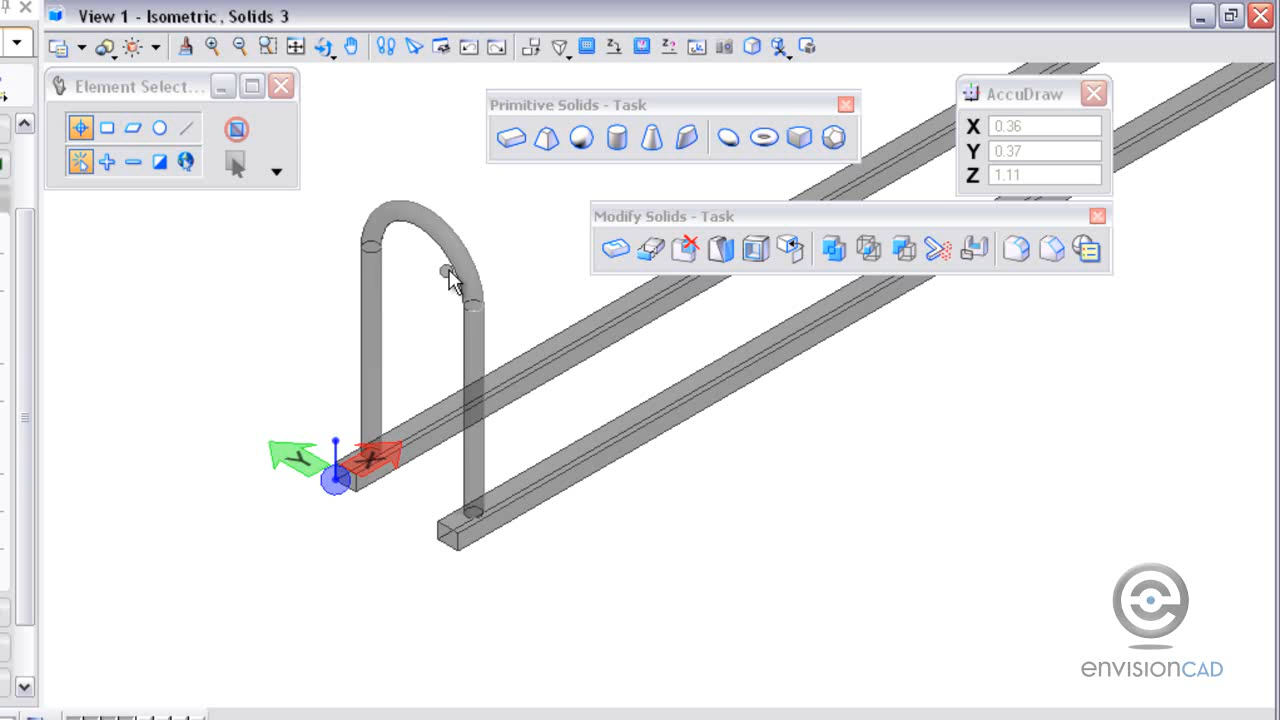 View 1 - Isometric, Solids 3
Element Select...
Primitive Solids - Task
AccuDraw
X 0.36
Y 0.37
Z 1.11
Modify Solids - Task
Y
X
envisionCAD